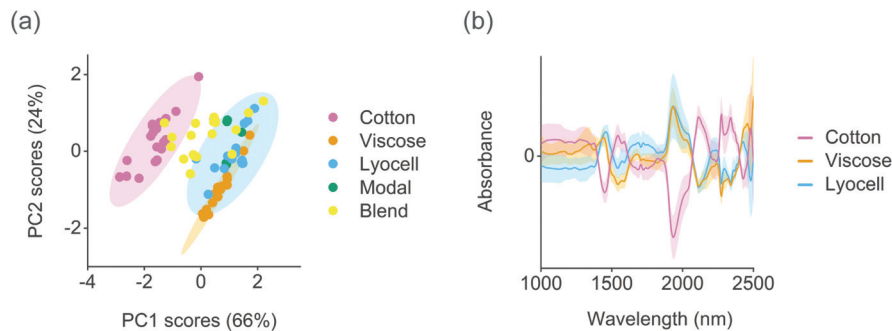 (a)
PC2 scores (24%)
2
0
-2
-4
-2
0
2
PC1 scores (66%)
Cotton
Viscose
Lyocell
Modal
Blend
(b)
Absorbance
0
1000
1500
2000
2500
Wavelength (nm)
Cotton
Viscose
Lyocell